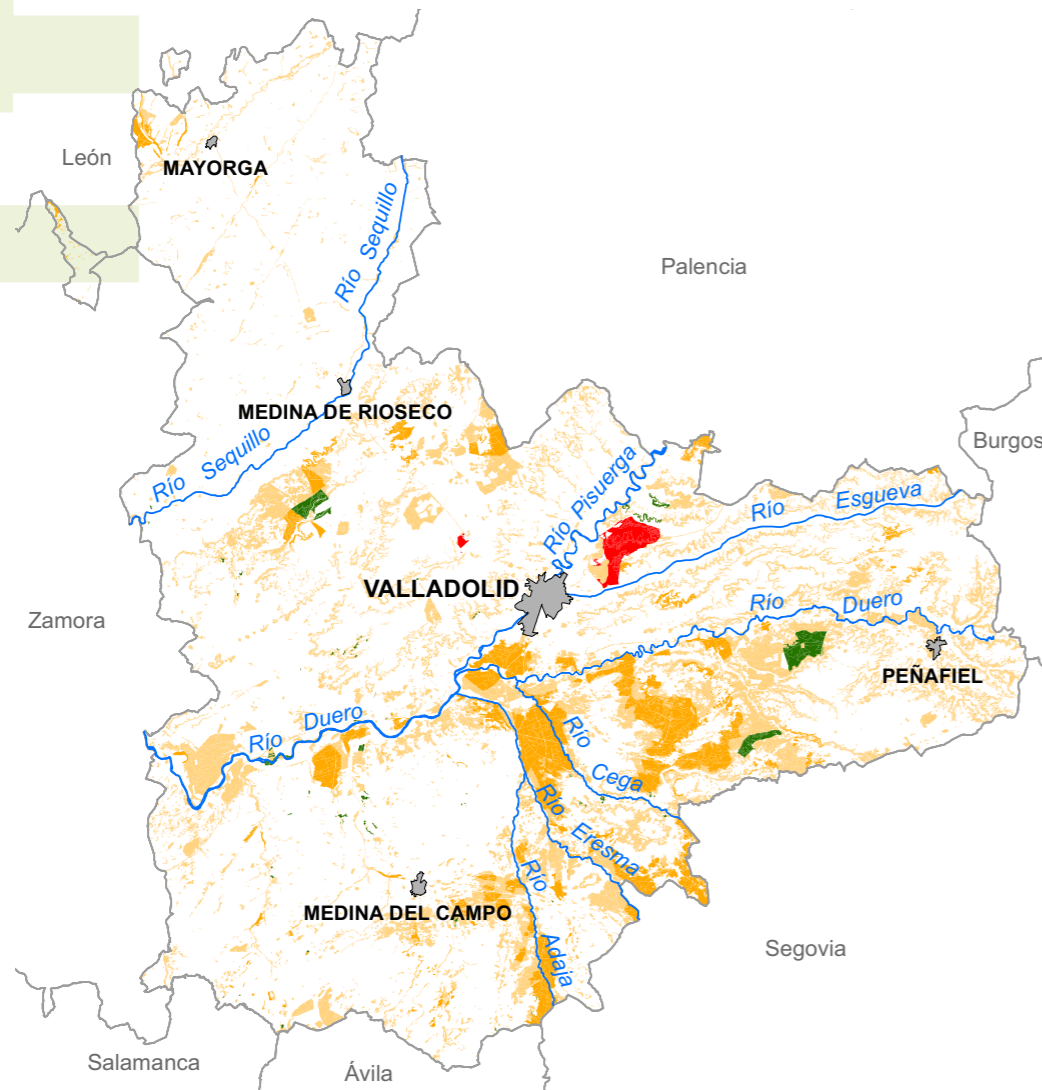 León
MAYORGA
Río Sequillo
Palencia
MEDINA DE RIOSECO
Río Sequillo
Burgos
Río Pisuerga
Río Esgueva
VALLADOLID
Río Duero
Zamora
PEÑAFIEL
Río Duero
Río Cega
Río Eresma
Río Adaja
MEDINA DEL CAMPO
Segovia
Salamanca
Ávila